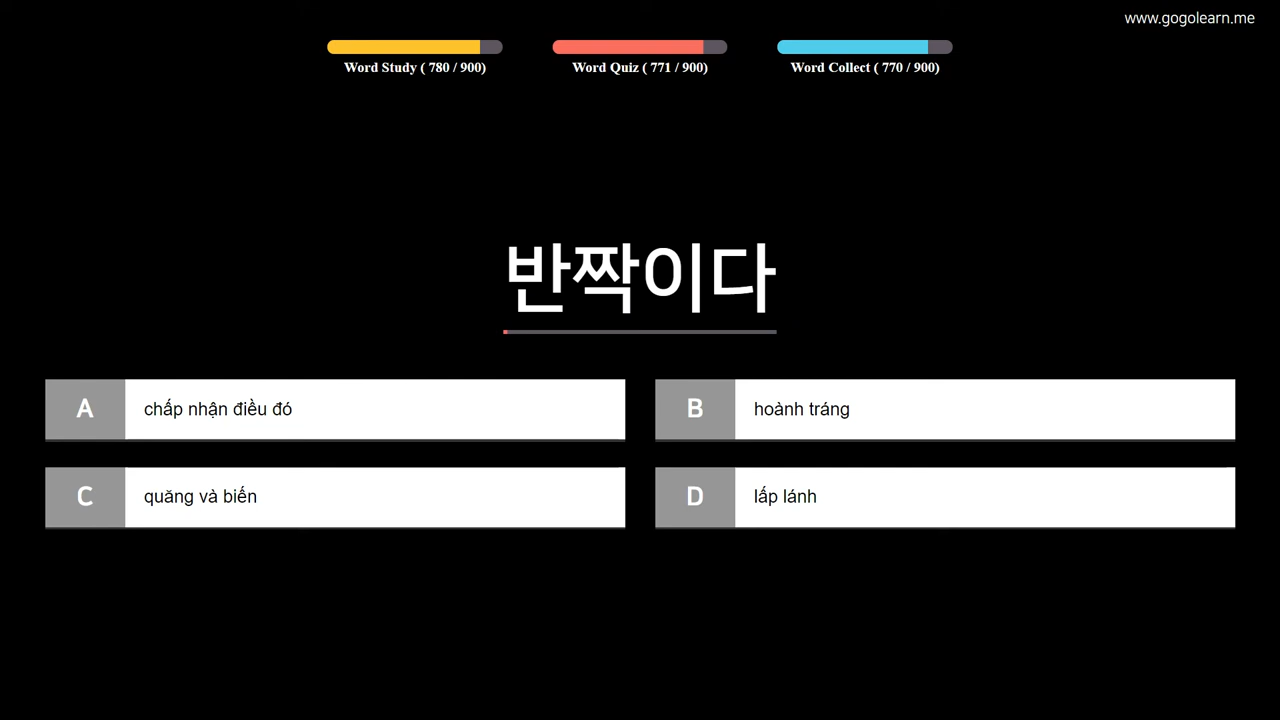 www.gogolearn.me
Word Study ( 780 / 900)
Word Quiz ( 771 / 900)
Word Collect ( 770 / 900)
반짝이다
A chấp nhận điều đó
B hoành tráng
C quăng và biến
D lấp lánh